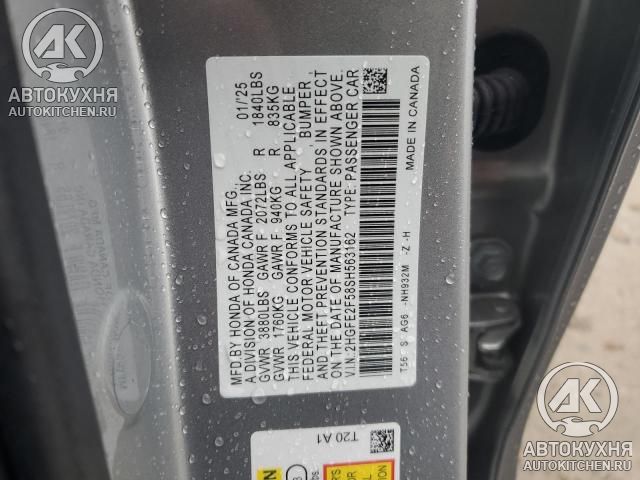 AK
АВТОКУХНЯ
AUTOKITCHEN.RU
MFD.BY HONDA OF CANADA MFG., 01/'25
A DIVISION OF HONDA CANADA INC.
GVWR 3880LBS GAWR F 2072LBS R 1840LBS
GVWR 1760KG GAWR F 940KG R 835KG
THIS VEHICLE CONFORMS TO ALL APPLICABLE
FEDERAL MOTOR VEHICLE SAFETY, BUMPER,
AND THEFT PREVENTION STANDARDS IN EFFECT
ON THE DATE OF MANUFACTURE SHOWN ABOVE.
V.I.N: 2HGFE2F58SH563162 TYPE: PASSENGER CAR
T56 S AG6 -NH932M -Z -H
MADE IN CANADA
T20 A1
AK
АВТОКУХНЯ
AUTOKITCHEN.RU